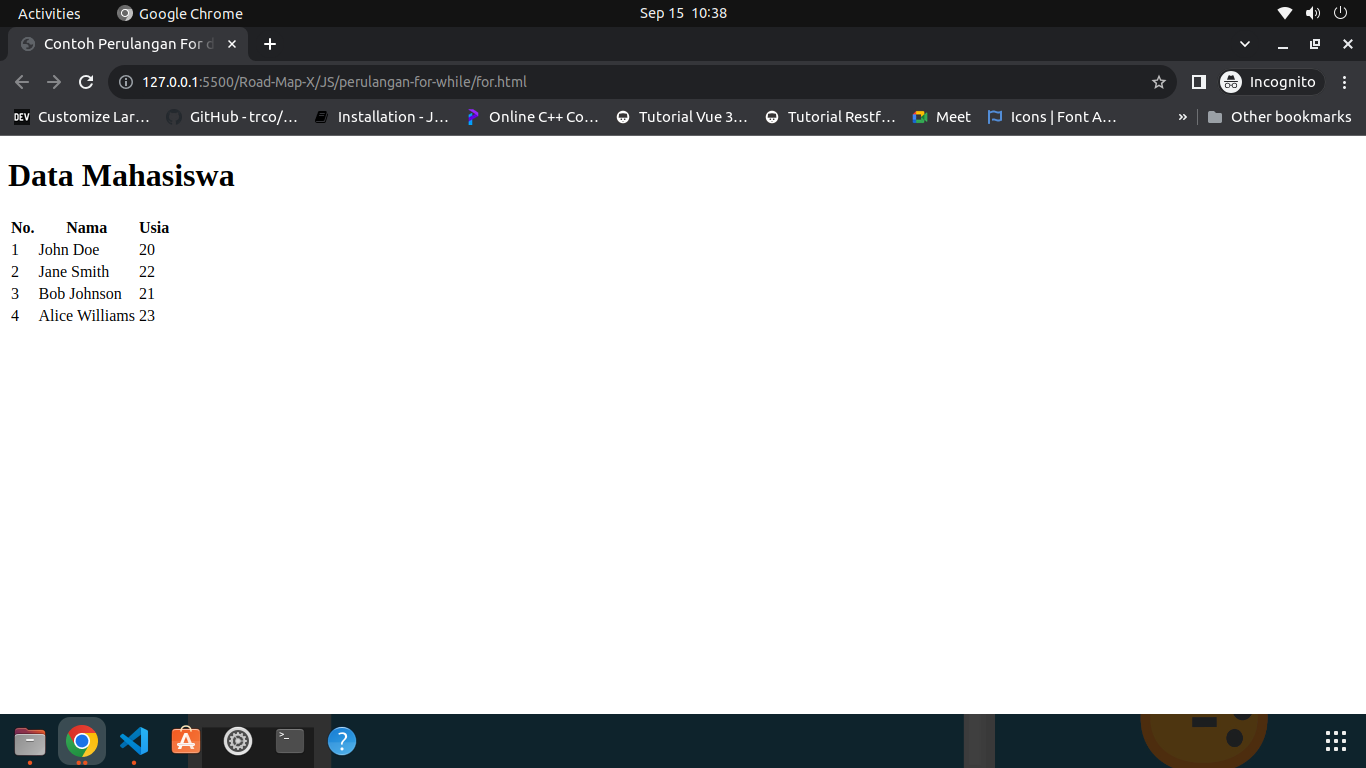 Activities Google Chrome Sep 15 10:38
Contoh Perulangan For d
127.0.0.1:5500/Road-Map-X/JS/perulangan-for-while/for.html Incognito
DEV Customize Lar… GitHub - trco/… Installation - J… Online C++ Co… Tutorial Vue 3… Tutorial Restf… Meet Icons | Font A… » Other bookmarks
Data Mahasiswa
No. Nama Usia
1 John Doe 20
2 Jane Smith 22
3 Bob Johnson 21
4 Alice Williams 23